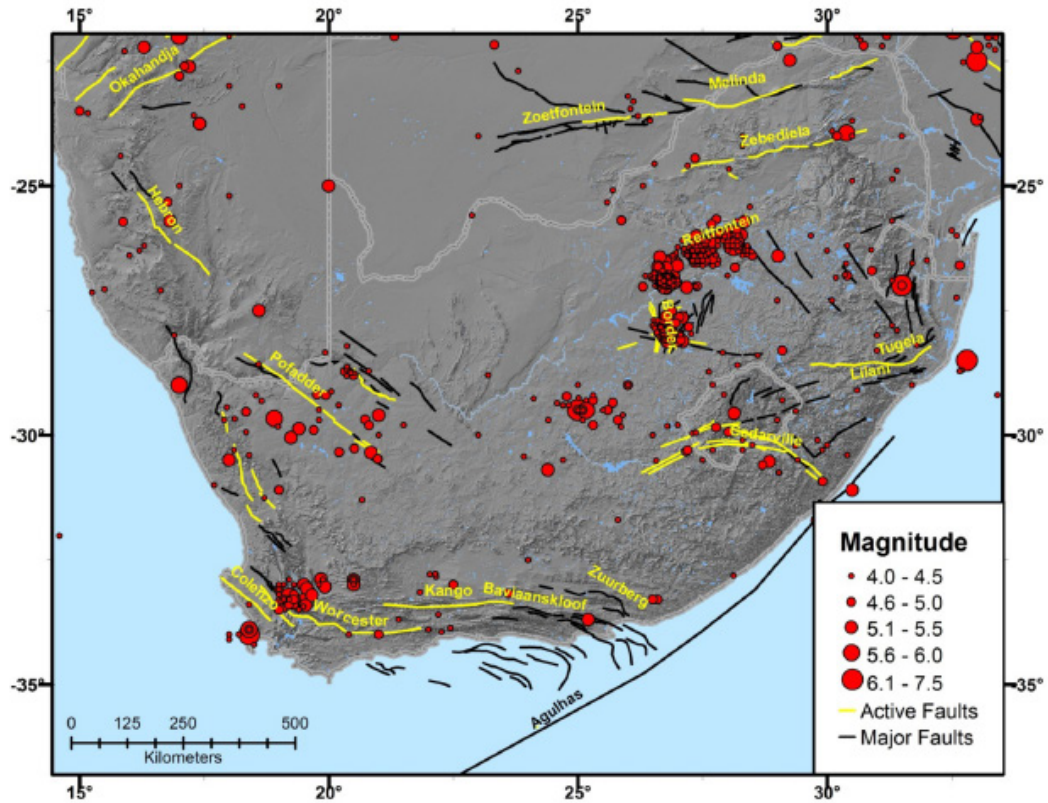 15° 20° 25° 30°
Okahandja
Melinda
Zoetfontein
Zebediela
-25° -25°
Hebron
Reitfontein
Border
Tugela
Lilani
Pofadder
-30° -30°
Cedarville
Magnitude
4.0 - 4.5
4.6 - 5.0
5.1 - 5.5
5.6 - 6.0
6.1 - 7.5
Active Faults
Major Faults
Colenzo
Worcester
Kango
Baviaanskloof
Zuurberg
-35° -35°
Agulhas
0 125 250 500
Kilometers
15° 20° 25° 30°